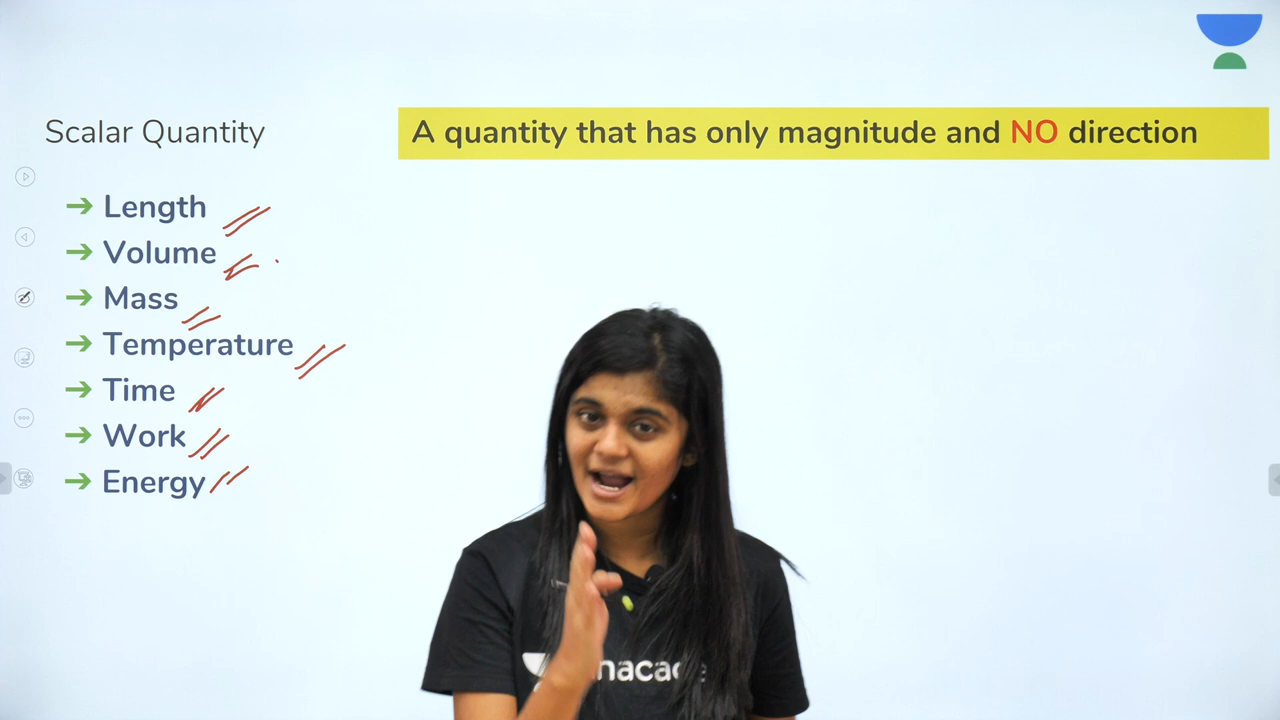 Scalar Quantity
A quantity that has only magnitude and NO direction
➔ Length
➔ Volume
➔ Mass
➔ Temperature
➔ Time
➔ Work
➔ Energy